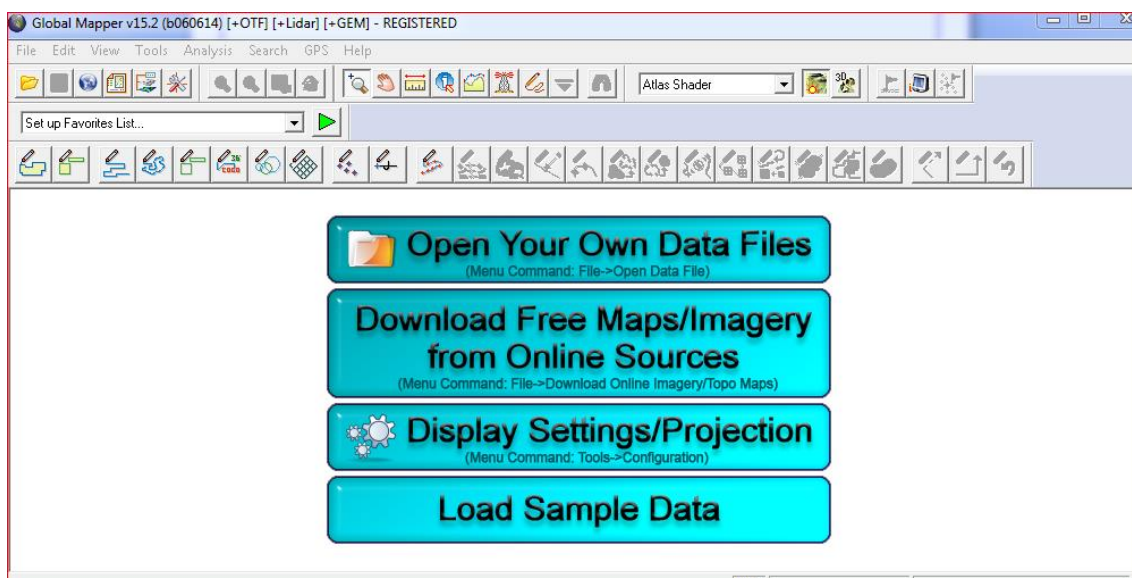 Global Mapper v15.2 (b060614) [+OTF] [+Lidar] [+GEM] - REGISTERED
File Edit View Tools Analysis Search GPS Help
Atlas Shader 3D
Set up Favorites List...
code
Open Your Own Data Files
(Menu Command: File->Open Data File)
Download Free Maps/Imagery
from Online Sources
(Menu Command: File->Download Online Imagery/Topo Maps)
Display Settings/Projection
(Menu Command: Tools->Configuration)
Load Sample Data